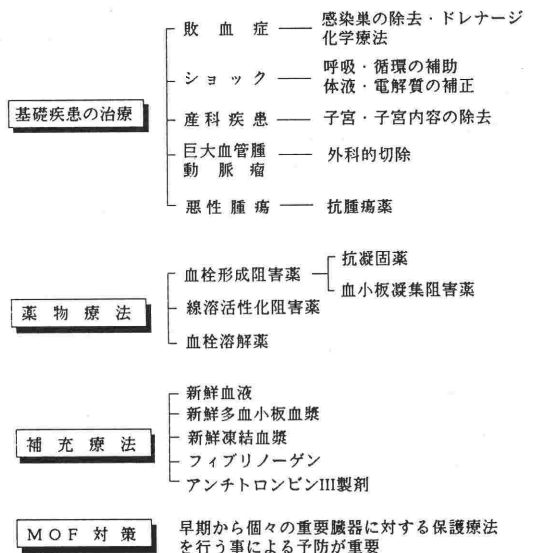 敗血症
感染巣の除去・ドレナージ
化学療法
ショック
呼吸・循環の補助
体液・電解質の補正
基礎疾患の治療
産科疾患
子宮・子宮内容の除去
巨大血管腫
動脈瘤
外科的切除
悪性腫瘍
抗腫瘍薬
血栓形成阻害薬
抗凝固薬
血小板凝集阻害薬
薬物療法
線溶活性化阻害薬
血栓溶解薬
新鮮血液
新鮮多血小板血漿
補充療法
新鮮凍結血漿
フィブリノーゲン
アンチトロンビンIII製剤
MOF対策
早期から個々の重要臓器に対する保護療法
を行う事による予防が重要